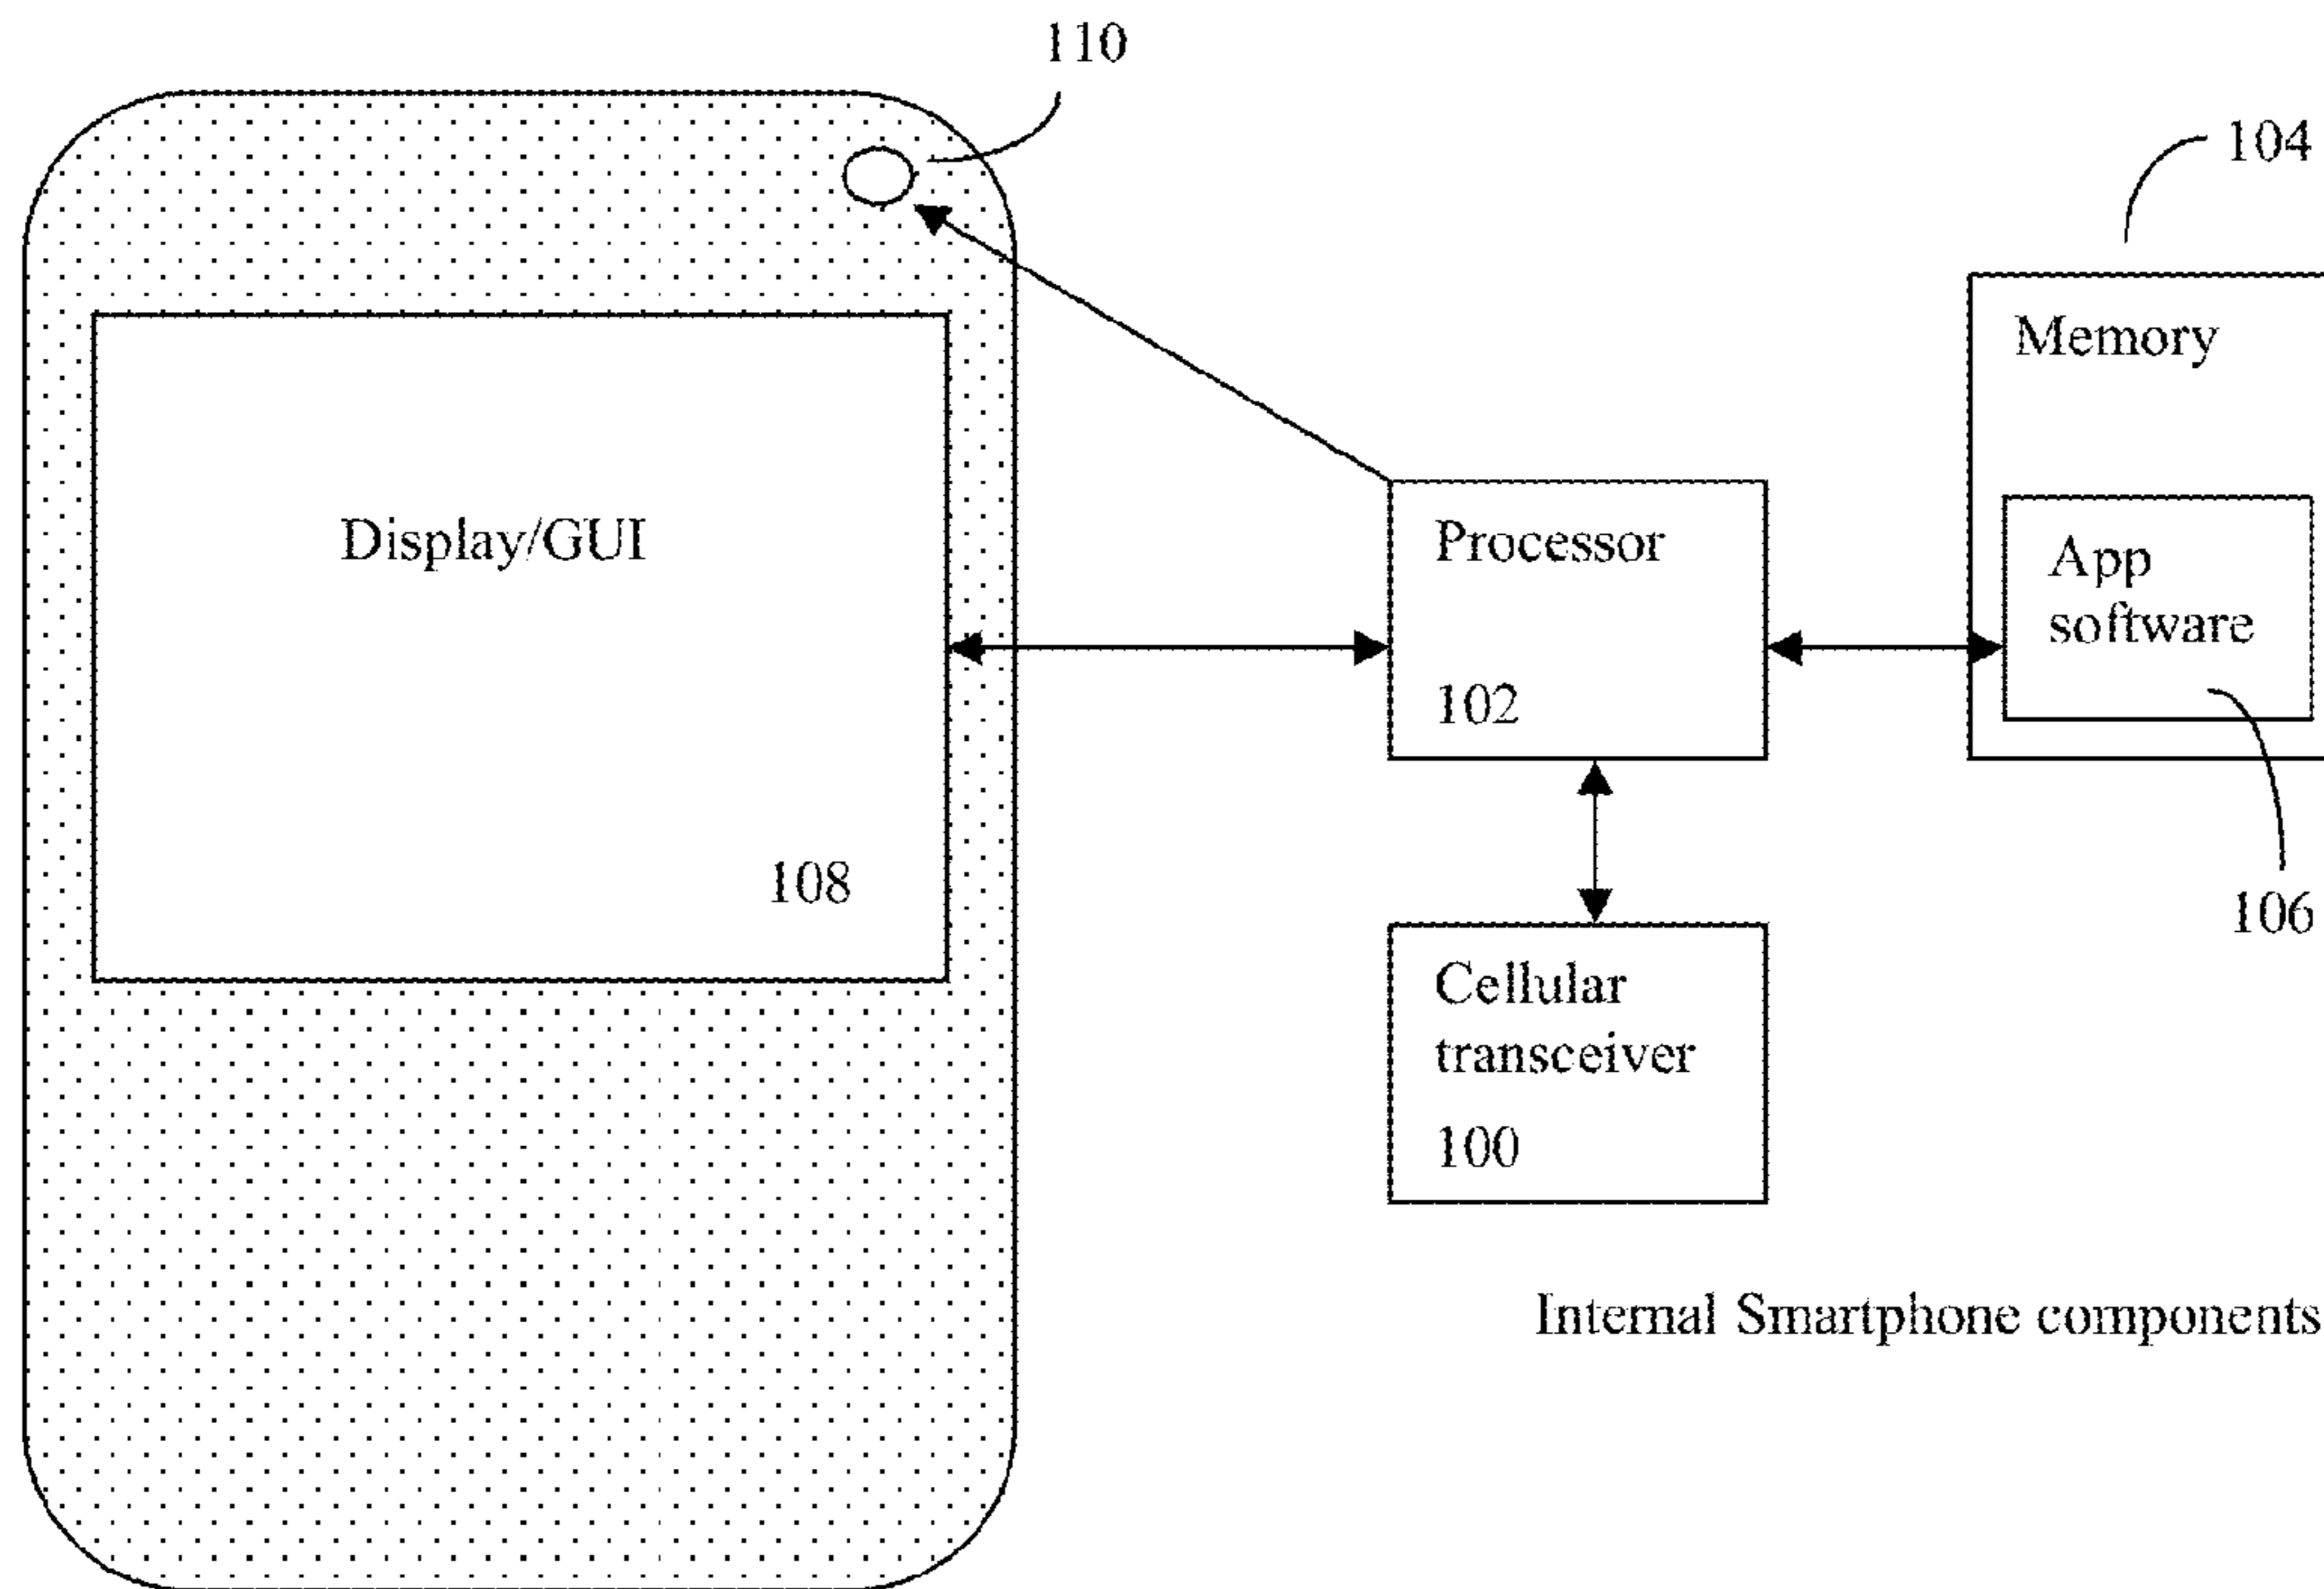 110
104
Memory
Display/GUI
Processor
102
App
software
108
106
Cellular
transceiver
100
Internal Smartphone components